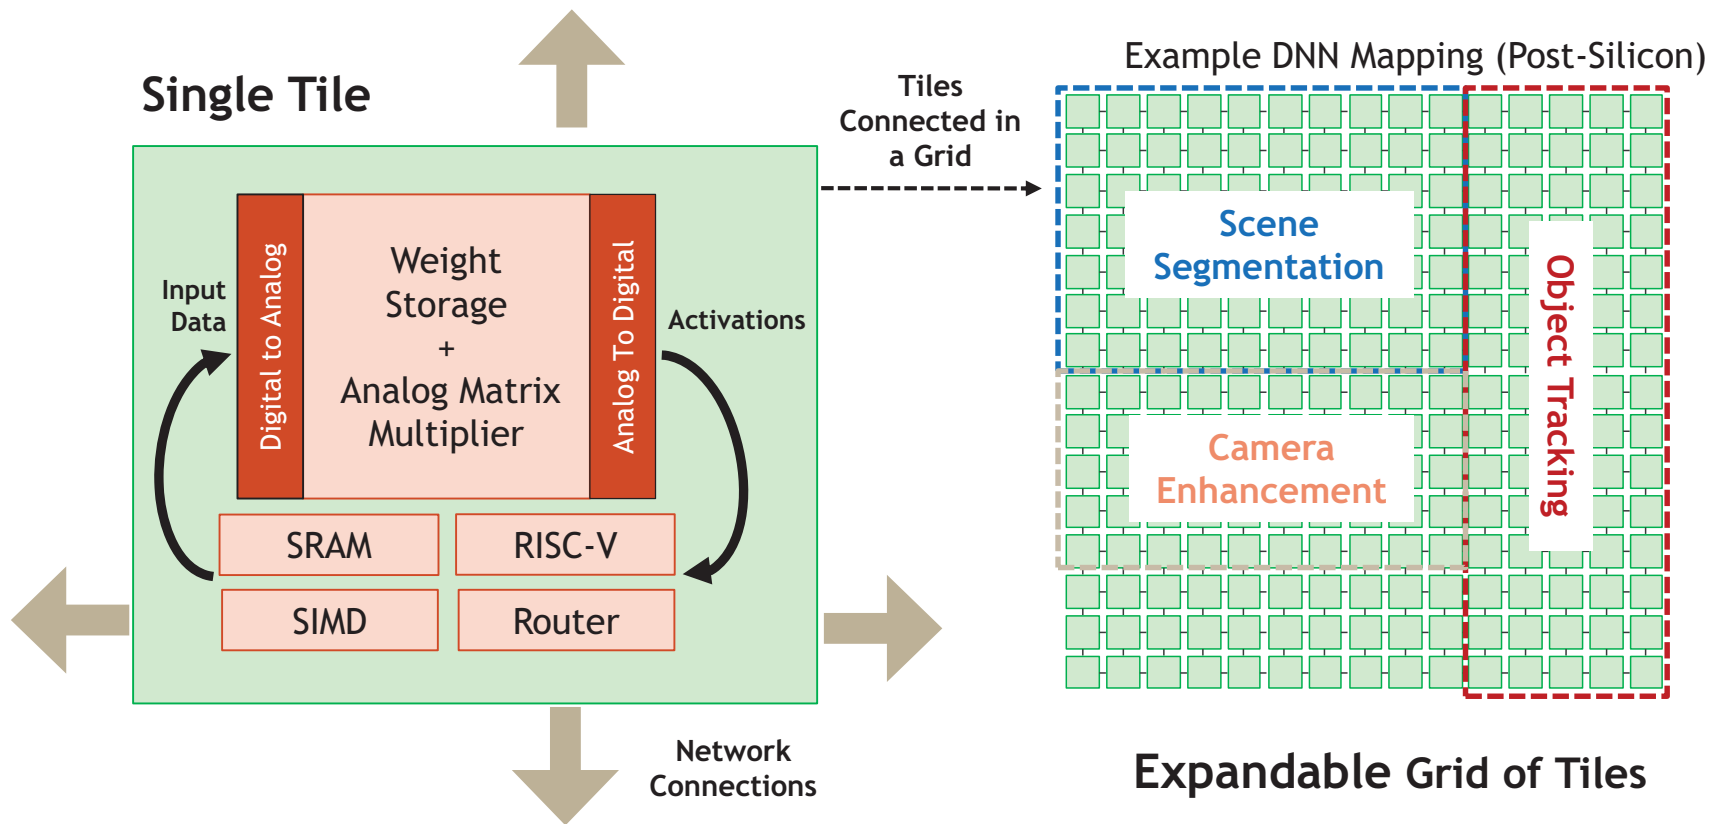 Single Tile
Input
Data
Digital to Analog
Weight
Storage
+
Analog Matrix
Multiplier
Analog To Digital
Activations
SRAM
RISC-V
SIMD
Router
Network
Connections
Tiles
Connected in
a Grid
Example DNN Mapping (Post-Silicon)
Scene
Segmentation
Camera
Enhancement
Object Tracking
Expandable Grid of Tiles